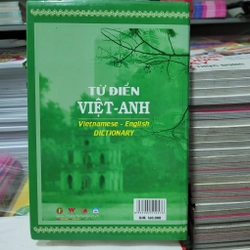 TỪ ĐIỂN
VIỆT-ANH
Vietnamese - English
DICTIONARY